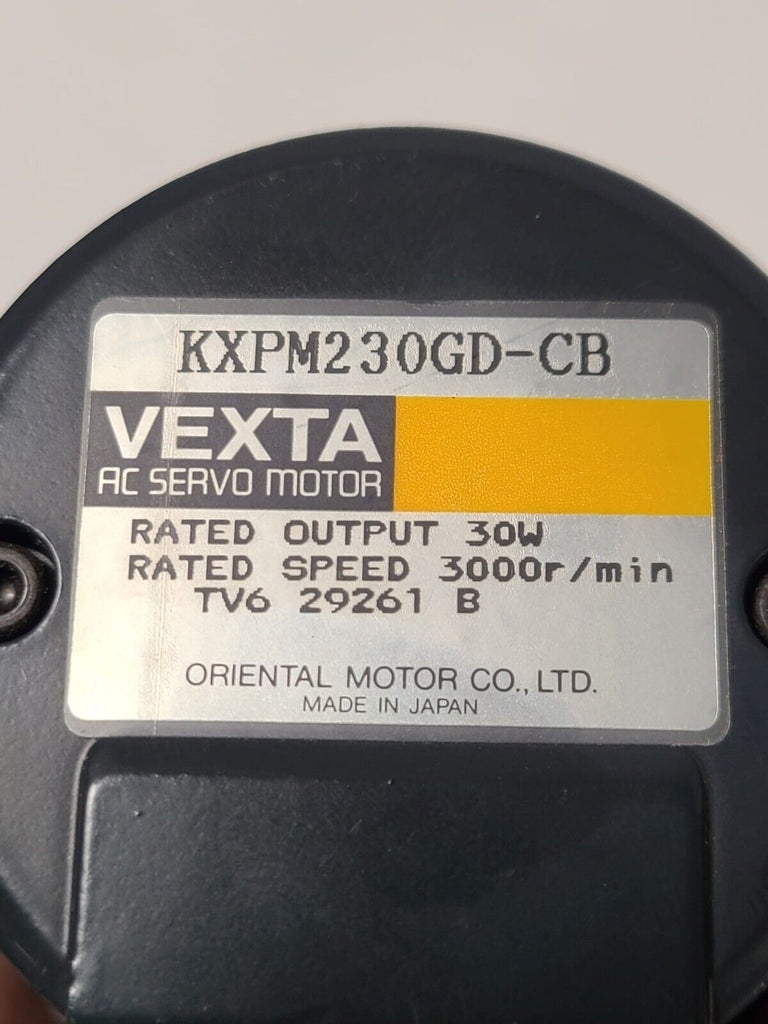 KXPM230GD-CB
VEXTA
AC SERVO MOTOR
RATED OUTPUT 30W
RATED SPEED 3000r/min
TV6 29261 B
ORIENTAL MOTOR CO., LTD.
MADE IN JAPAN